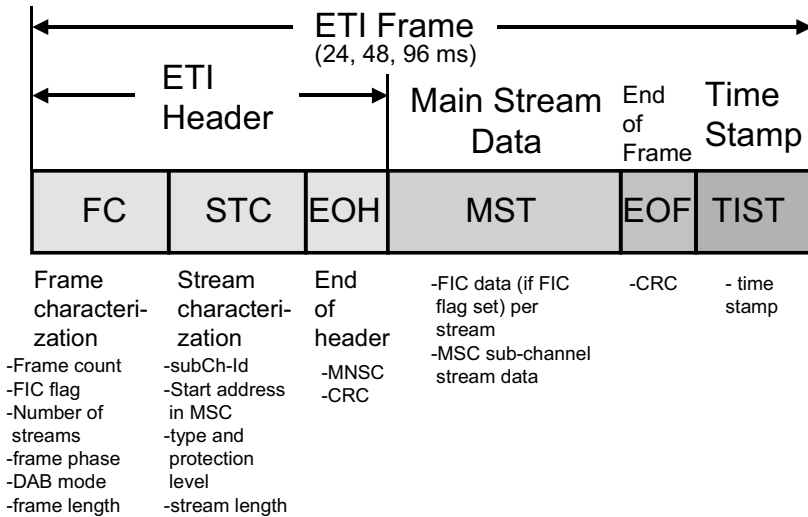 ETI Frame
(24, 48, 96 ms)
ETI
Header
Main Stream
Data
End
of
Frame
Time
Stamp
FC
STC
EOH
MST
EOF
TIST
Frame
characteri-
zation
-Frame count
-FIC flag
-Number of
streams
-frame phase
-DAB mode
-frame length
Stream
characteri-
zation
-subCh-Id
-Start address
in MSC
-type and
protection
level
-stream length
End
of
header
-MNSC
-CRC
-FIC data (if FIC
flag set) per
stream
-MSC sub-channel
stream data
-CRC
- time
stamp